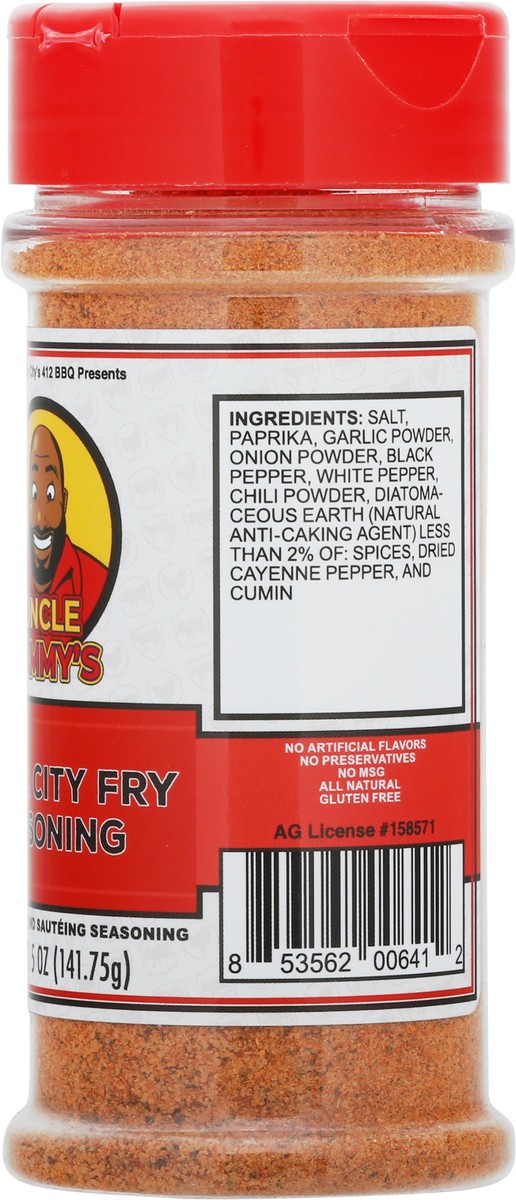 412 BBQ Presents
INGREDIENTS: SALT,
PAPRIKA, GARLIC POWDER,
ONION POWDER, BLACK
PEPPER, WHITE PEPPER,
CHILI POWDER, DIATOMA-
CEOUS EARTH (NATURAL
ANTI-CAKING AGENT) LESS
THAN 2% OF: SPICES, DRIED
CAYENNE PEPPER, AND
CUMIN
NCLE
MMY'S
CITY FRY
SONING
SAUTÉING SEASONING
5 OZ (141.75g)
NO ARTIFICIAL FLAVORS
NO PRESERVATIVES
NO MSG
ALL NATURAL
GLUTEN FREE
AG License #158571
8 53562 00641 2